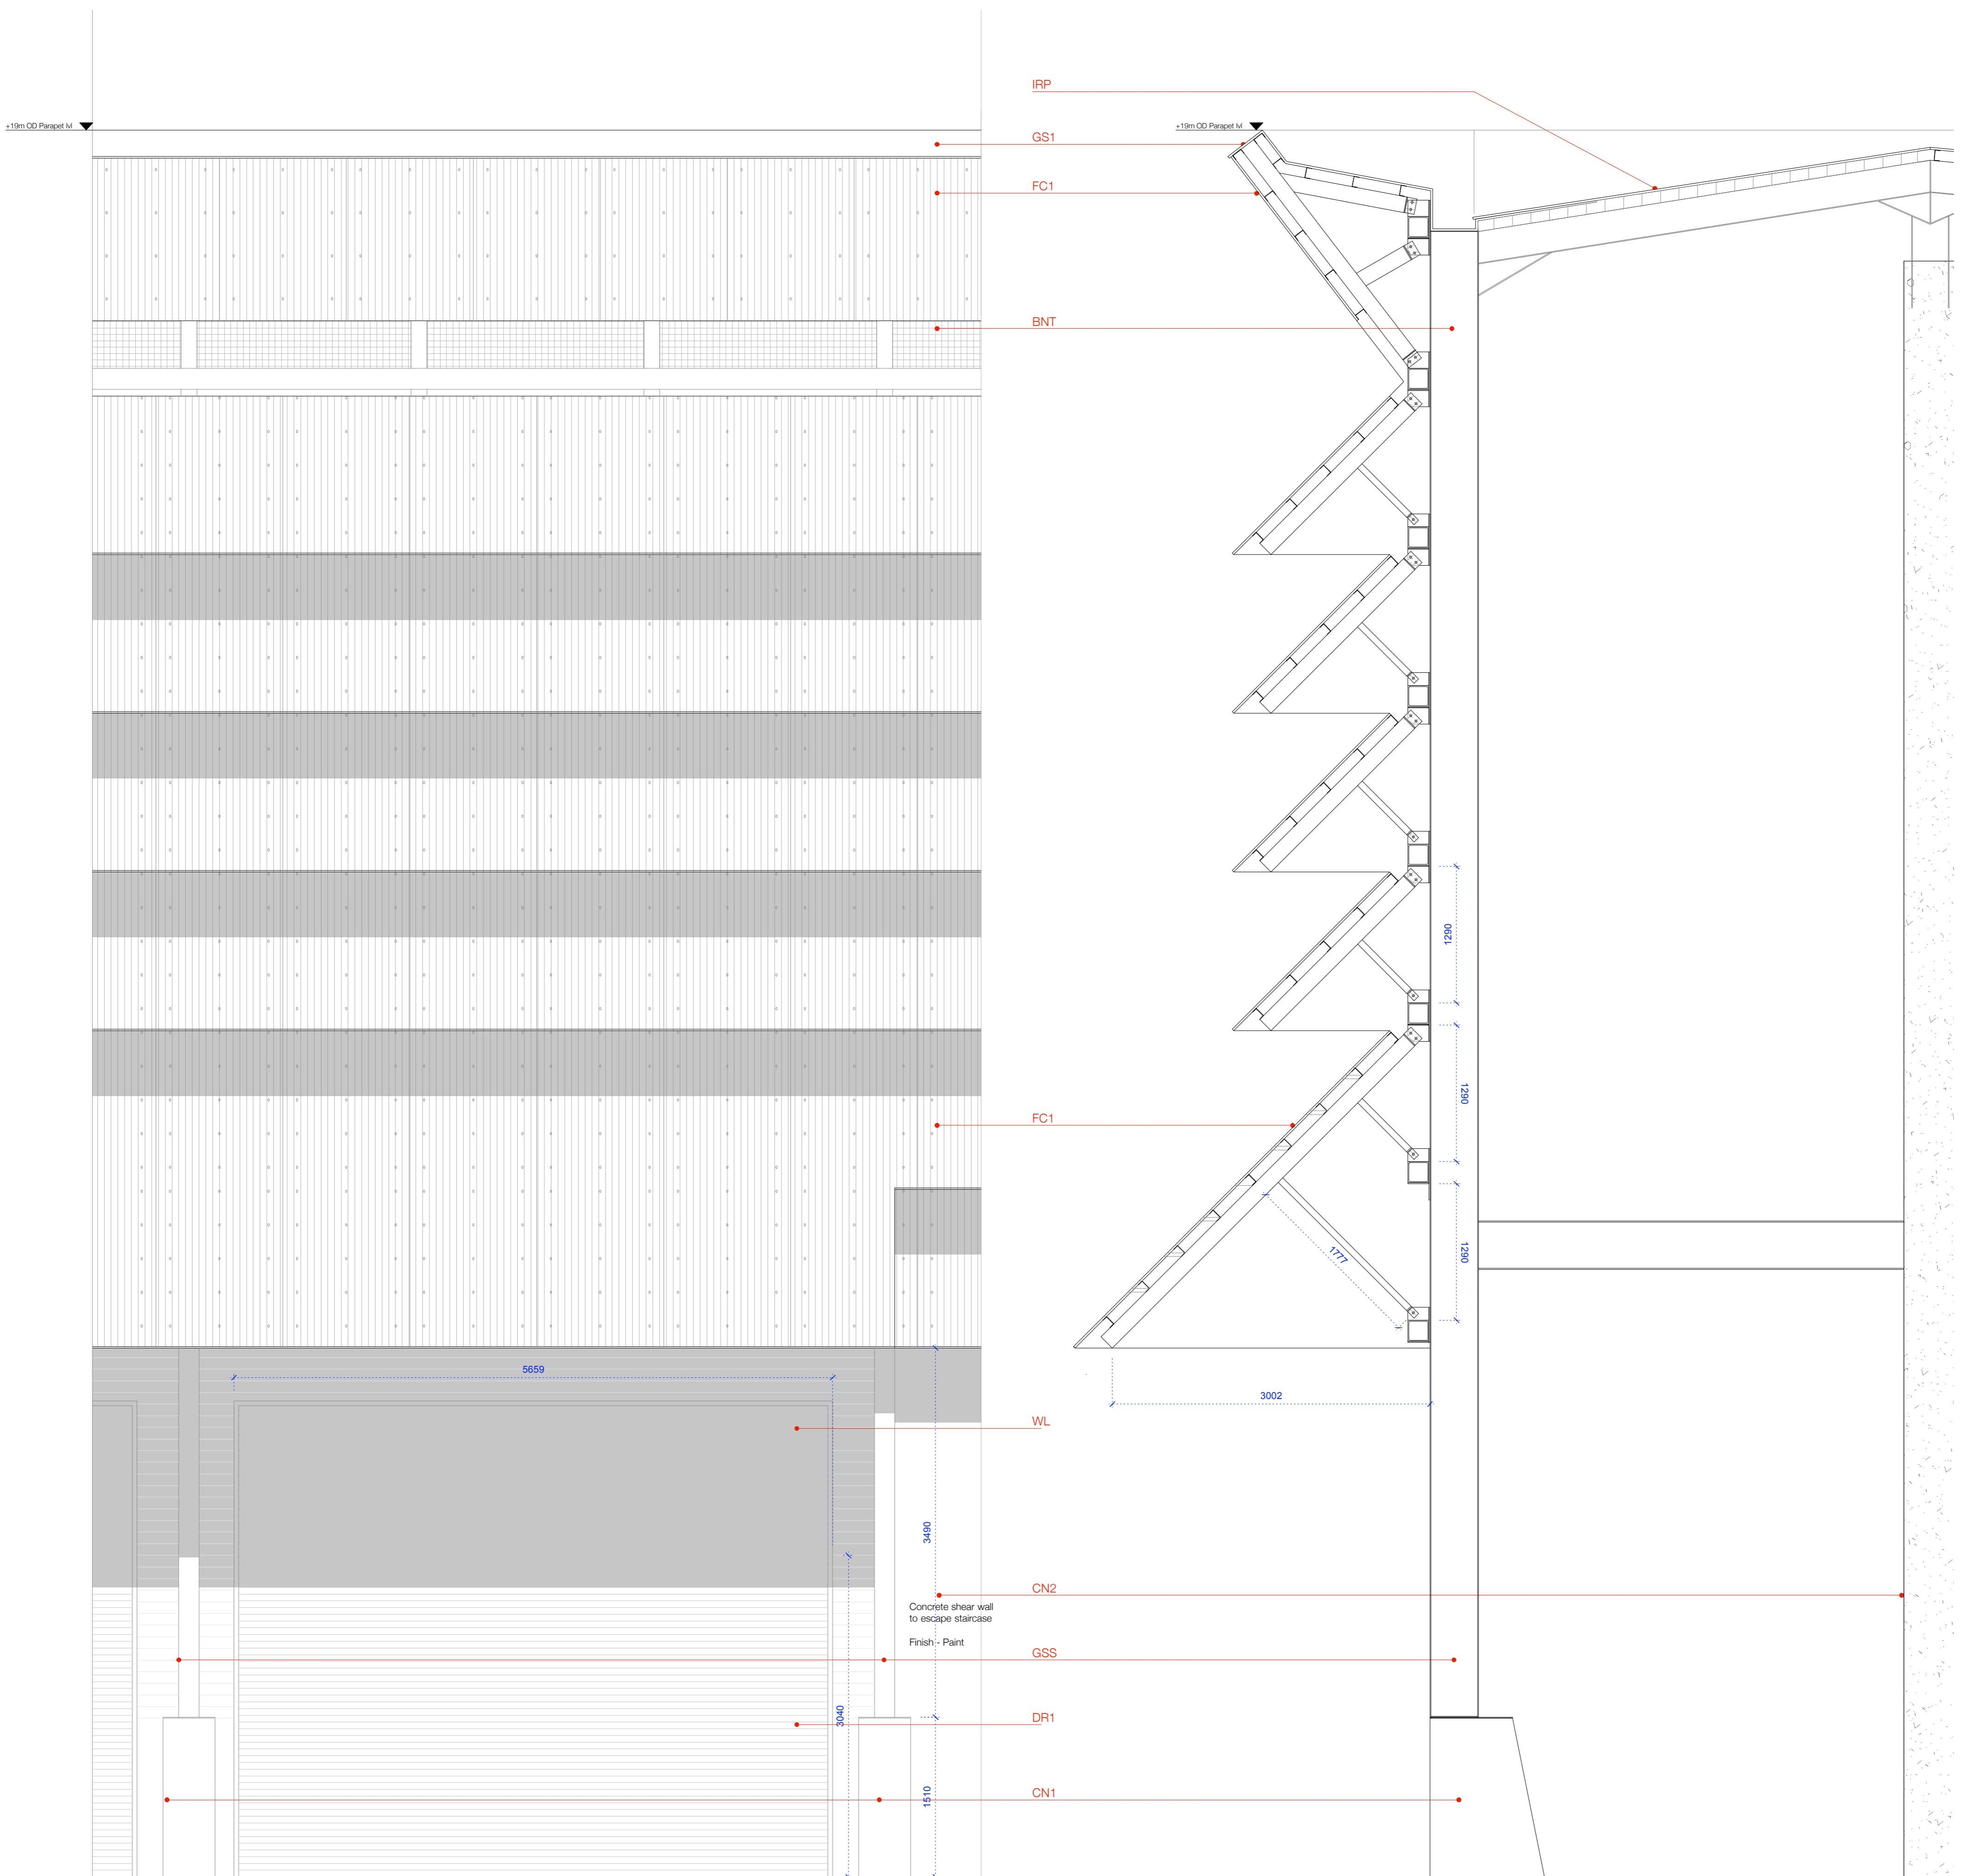 IRP
+19m OD Parapet lvl
+19m OD Parapet lvl
GS1
FC1
BNT
1290
1290
FC1
1290
1777
5659
3002
WL
3490
CN2
Concrete shear wall
to escape staircase
Finish - Paint
GSS
3040
DR1
CN1
1510